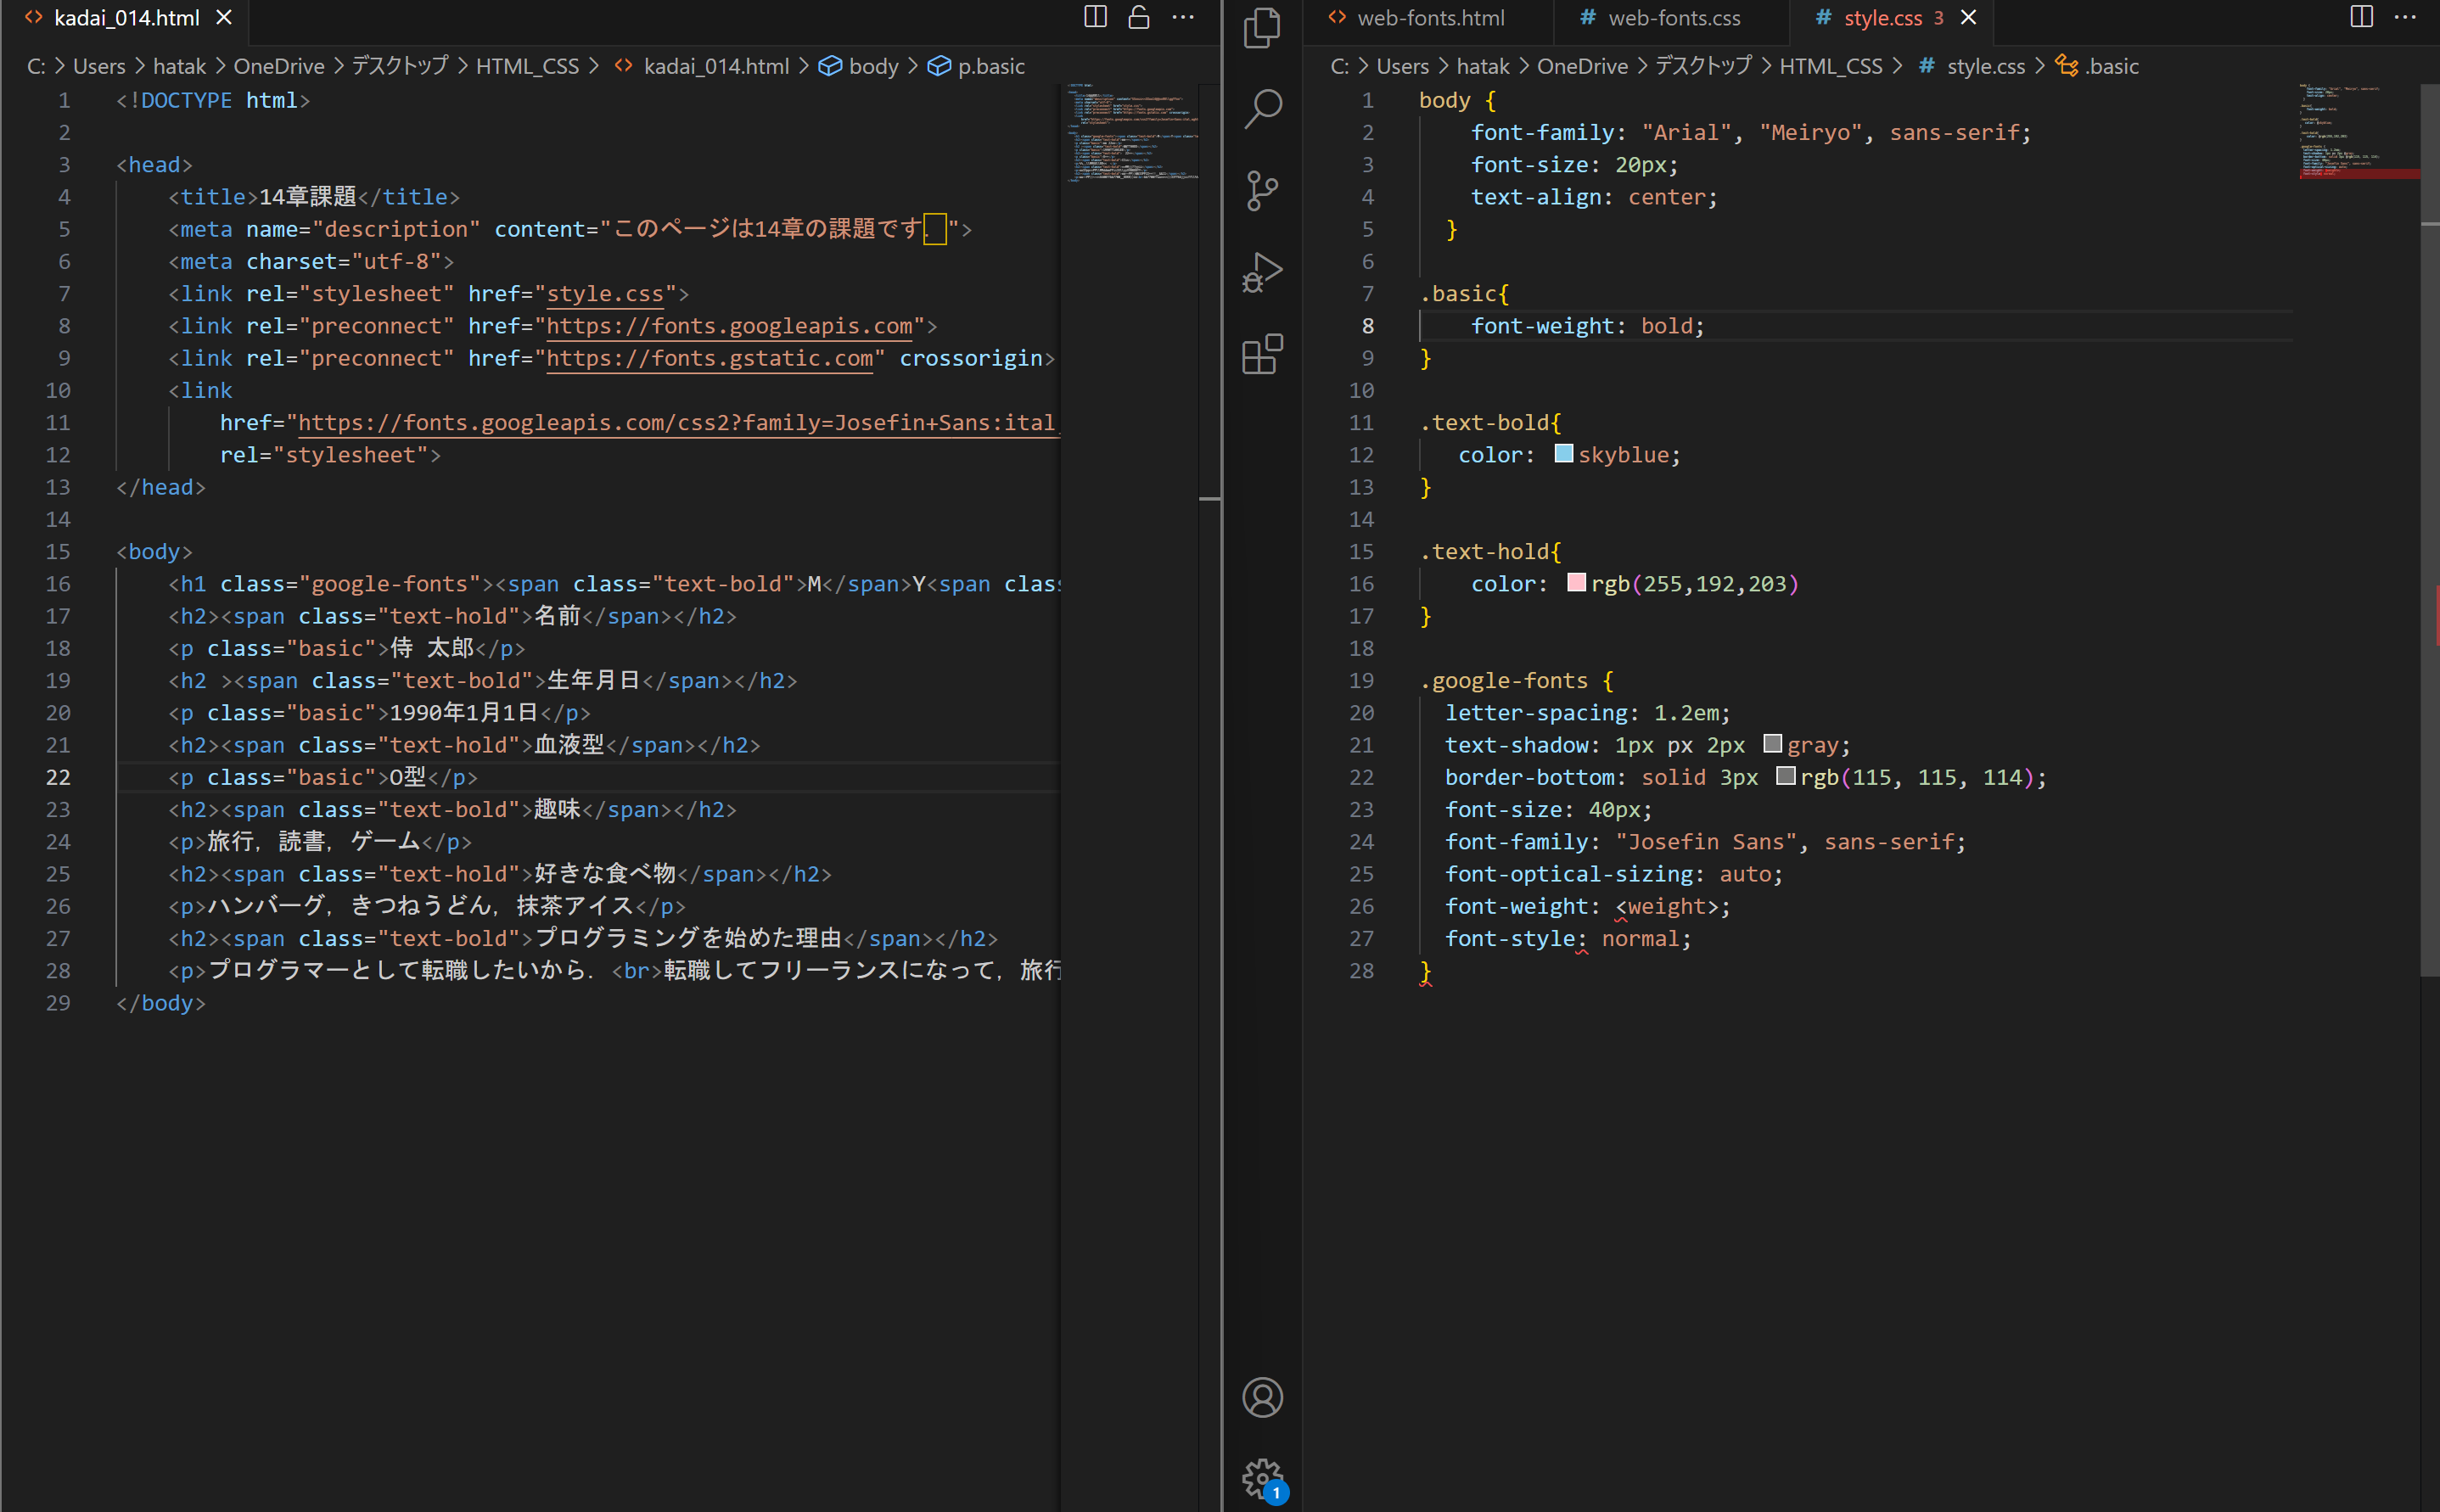 kadai_014.html
C: > Users > hatak > OneDrive > デスクトップ > HTML_CSS > kadai_014.html > body > p.basic
1 <!DOCTYPE html>
2
3 <head>
4 <title>14章課題</title>
5 <meta name="description" content="このページは14章の課題です．">
6 <meta charset="utf-8">
7 <link rel="stylesheet" href="style.css">
8 <link rel="preconnect" href="https://fonts.googleapis.com">
9 <link rel="preconnect" href="https://fonts.gstatic.com" crossorigin>
10 <link
11 href="https://fonts.googleapis.com/css2?family=Josefin+Sans:ital,
12 rel="stylesheet">
13 </head>
14
15 <body>
16 <h1 class="google-fonts"><span class="text-bold">M</span>Y<span clas
17 <h2><span class="text-hold">名前</span></h2>
18 <p class="basic">侍 太郎</p>
19 <h2 ><span class="text-bold">生年月日</span></h2>
20 <p class="basic">1990年1月1日</p>
21 <h2><span class="text-hold">血液型</span></h2>
22 <p class="basic">O型</p>
23 <h2><span class="text-bold">趣味</span></h2>
24 <p>旅行，読書，ゲーム</p>
25 <h2><span class="text-hold">好きな食べ物</span></h2>
26 <p>ハンバーグ，きつねうどん，抹茶アイス</p>
27 <h2><span class="text-bold">プログラミングを始めた理由</span></h2>
28 <p>プログラマーとして転職したいから．<br>転職してフリーランスになって，旅行
29 </body>
web-fonts.html
web-fonts.css
style.css 3
C: > Users > hatak > OneDrive > デスクトップ > HTML_CSS > # style.css > .basic
1 body {
2 font-family: "Arial", "Meiryo", sans-serif;
3 font-size: 20px;
4 text-align: center;
5 }
6
7 .basic{
8 font-weight: bold;
9 }
10
11 .text-bold{
12 color: skyblue;
13 }
14
15 .text-hold{
16 color: rgb(255,192,203)
17 }
18
19 .google-fonts {
20 letter-spacing: 1.2em;
21 text-shadow: 1px px 2px gray;
22 border-bottom: solid 3px rgb(115, 115, 114);
23 font-size: 40px;
24 font-family: "Josefin Sans", sans-serif;
25 font-optical-sizing: auto;
26 font-weight: <weight>;
27 font-style: normal;
28 }
1